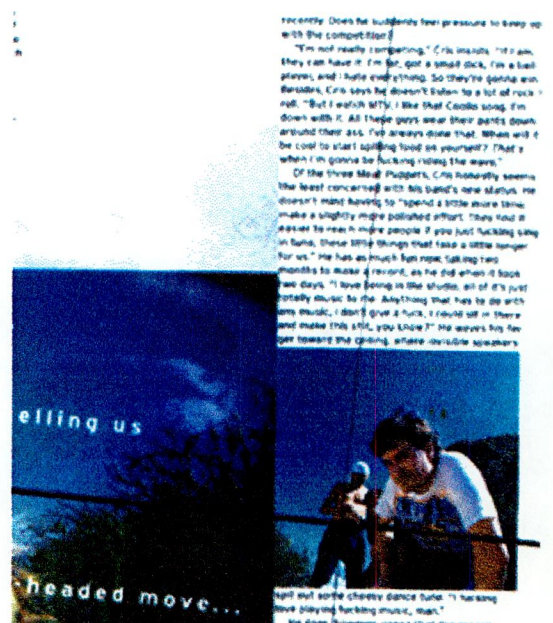 recently. Does he suddenly feel pressure to keep up
with the competition?
"I'm not really competing," Cris insists. "If I am,
they can have it. I'm fat, got a small dick, I'm a bad
player, and I hate everything. So they're gonna win.
Besides, Cris says he doesn't listen to a lot of rock
roll. "But I watch MTV. I like that Coolio song. I'm
down with it. All these guys wear their pants down
around their ass. I've always done that. When will it
be cool to start spilling food on yourself? That's
when I'm gonna be fucking riding the wave."
Of the three Meat Puppets, Cris honestly seems
the least concerned with his band's new status. He
doesn't mind having to "spend a little more time,
make a slightly more polished effort. They find it
easier to reach more people if you just fucking sing
in tune, these little things that take a little longer
for us." He has as much fun now, taking two
months to make a record, as he did when it took
two days. "I love being in the studio, all of it's just
totally music to me. Anything that has to do with
any music, I don't give a fuck, I could sit in there
and make this shit, you know?" He waves his fin
ger toward the ceiling, where invisible speakers
elling us
-headed move...
spit out some cheesy dance tune. "I fucking
love playing fucking music, man."